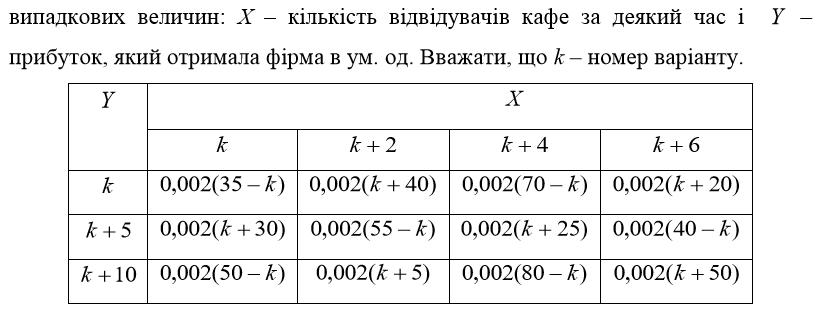 випадкових величин: X – кількість відвідувачів кафе за деякий час і Y –
прибуток, який отримала фірма в ум. од. Вважати, що k – номер варіанту.
Y X
k k + 2 k + 4 k + 6
k 0,002(35 – k) 0,002(k + 40) 0,002(70 – k) 0,002(k + 20)
k + 5 0,002(k + 30) 0,002(55 – k) 0,002(k + 25) 0,002(40 – k)
k +10 0,002(50 – k) 0,002(k + 5) 0,002(80 – k) 0,002(k + 50)